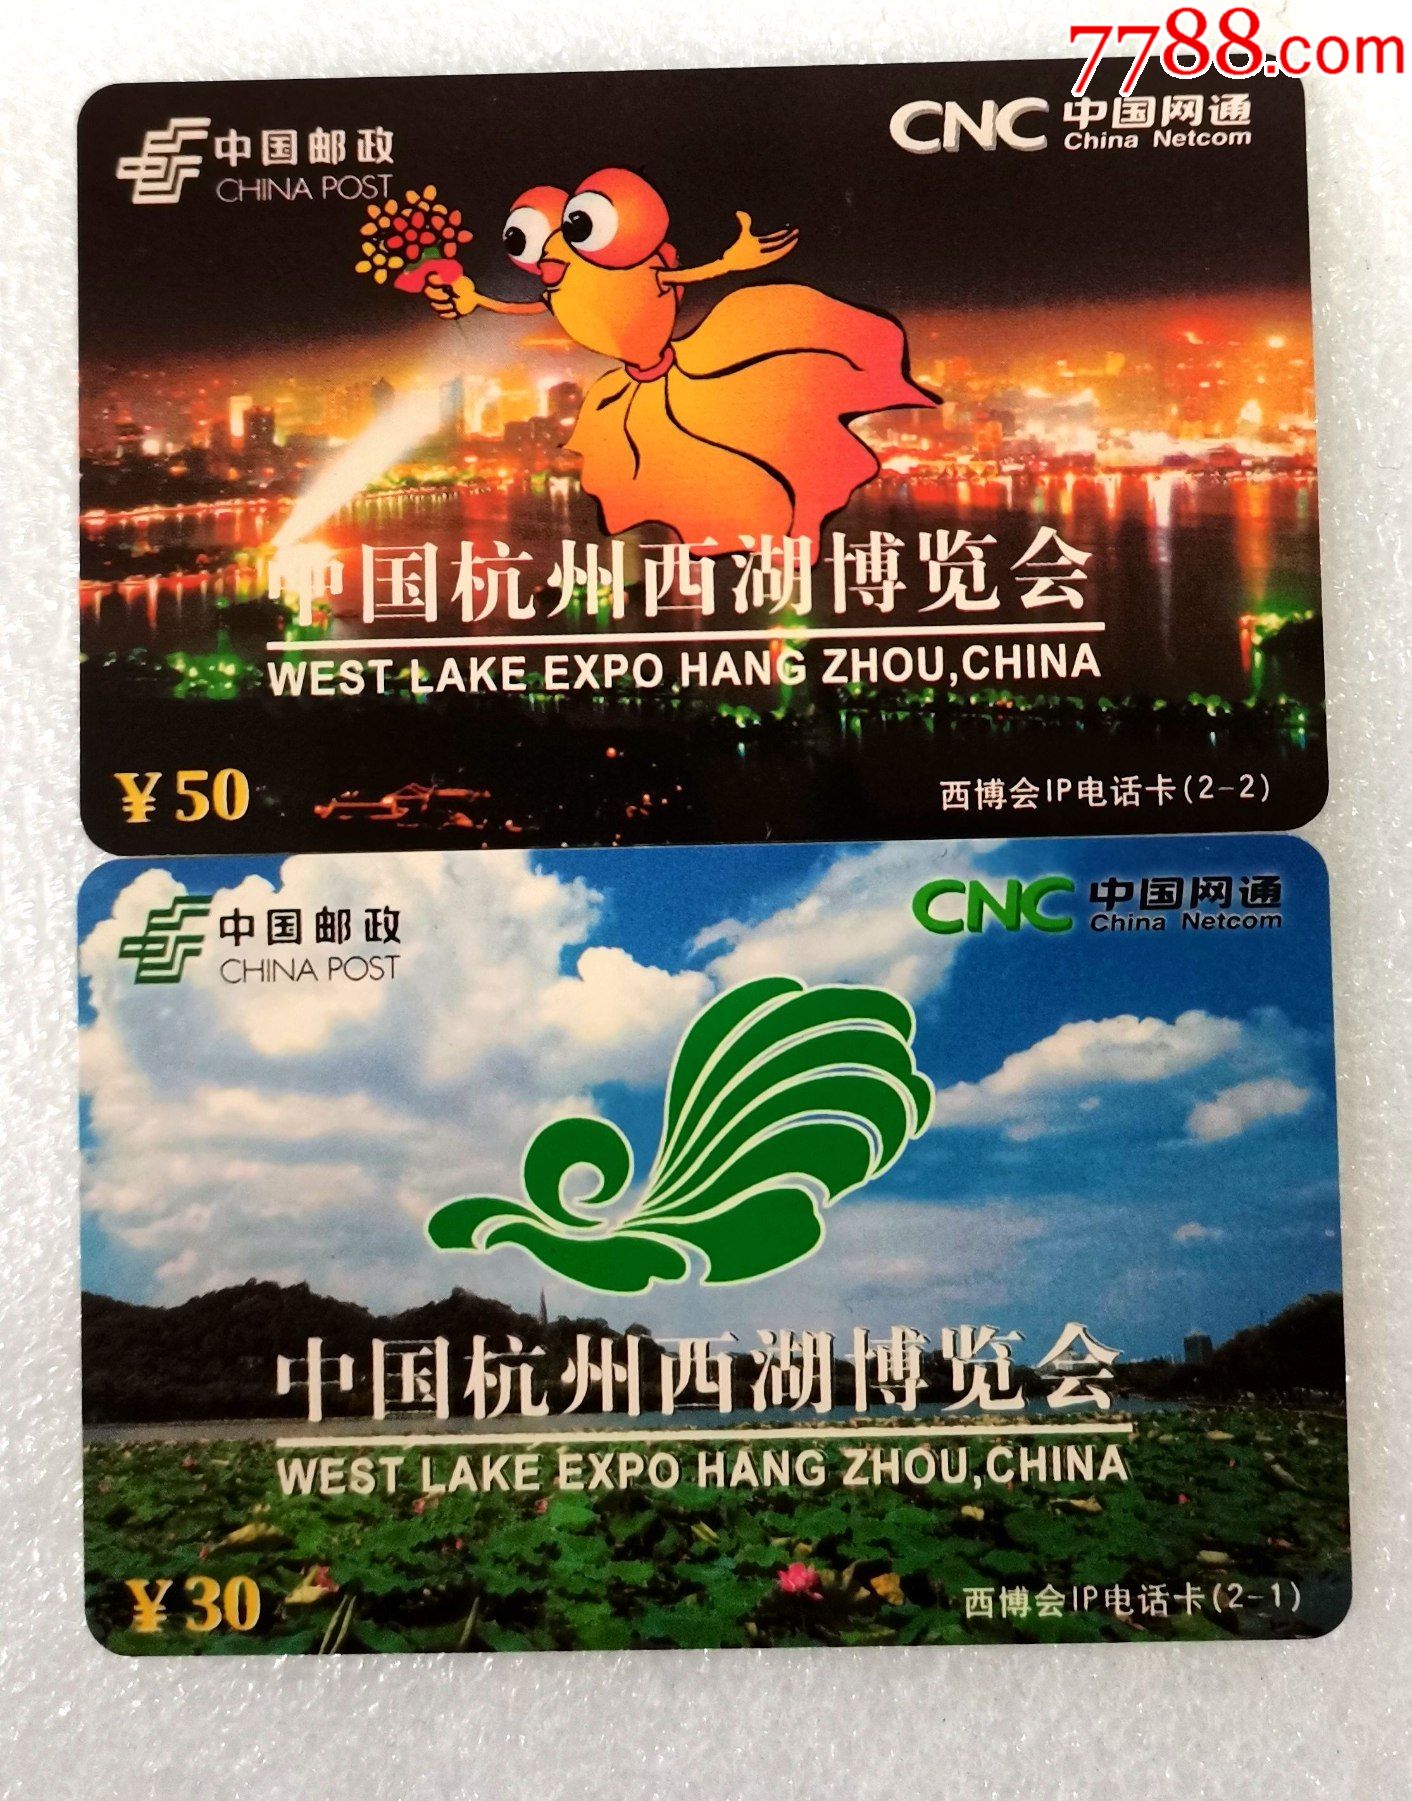 7788.com
中国邮政
CHINA POST
CNC 中国网通
China Netcom
中国杭州西湖博览会
WEST LAKE EXPO HANG ZHOU,CHINA
¥50
西博会IP电话卡(2-2)
中国邮政
CHINA POST
CNC 中国网通
China Netcom
中国杭州西湖博览会
WEST LAKE EXPO HANG ZHOU,CHINA
¥30
西博会IP电话卡(2-1)